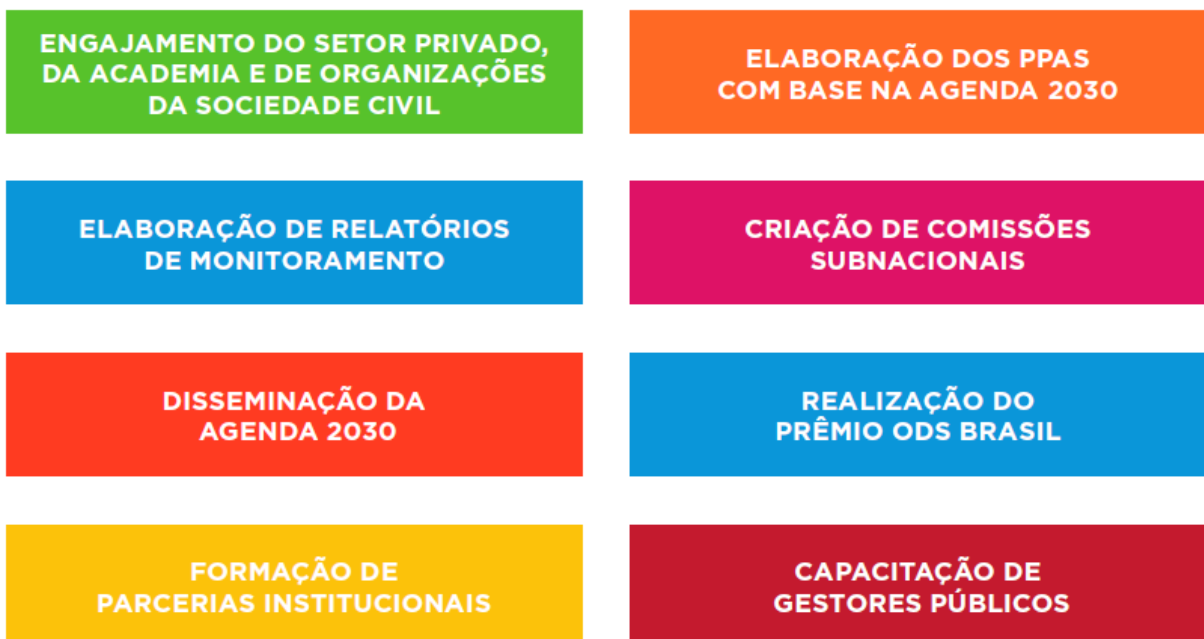 ENGAJAMENTO DO SETOR PRIVADO,
DA ACADEMIA E DE ORGANIZAÇÕES
DA SOCIEDADE CIVIL
ELABORAÇÃO DOS PPAS
COM BASE NA AGENDA 2030
ELABORAÇÃO DE RELATÓRIOS
DE MONITORAMENTO
CRIAÇÃO DE COMISSÕES
SUBNACIONAIS
DISSEMINAÇÃO DA
AGENDA 2030
REALIZAÇÃO DO
PRÊMIO ODS BRASIL
FORMAÇÃO DE
PARCERIAS INSTITUCIONAIS
CAPACITAÇÃO DE
GESTORES PÚBLICOS